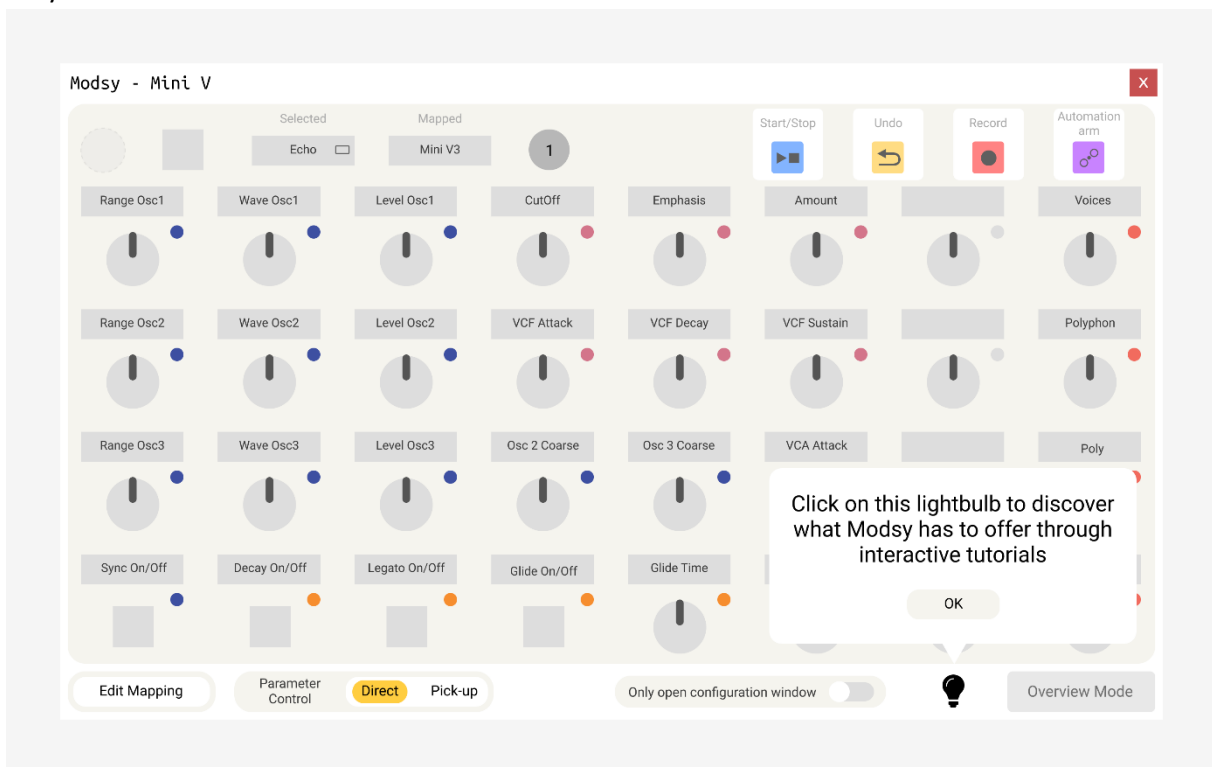 Modsy - Mini V
X
Selected
Mapped
Echo
Mini V3
1
Start/Stop
Undo
Record
Automation
arm
Range Osc1
Wave Osc1
Level Osc1
CutOff
Emphasis
Amount
Voices
Range Osc2
Wave Osc2
Level Osc2
VCF Attack
VCF Decay
VCF Sustain
Polyphon
Range Osc3
Wave Osc3
Level Osc3
Osc 2 Coarse
Osc 3 Coarse
VCA Attack
Poly
Sync On/Off
Decay On/Off
Legato On/Off
Glide On/Off
Glide Time
Click on this lightbulb to discover
what Modsy has to offer through
interactive tutorials
OK
Edit Mapping
Parameter
Control
Direct
Pick-up
Only open configuration window
Overview Mode